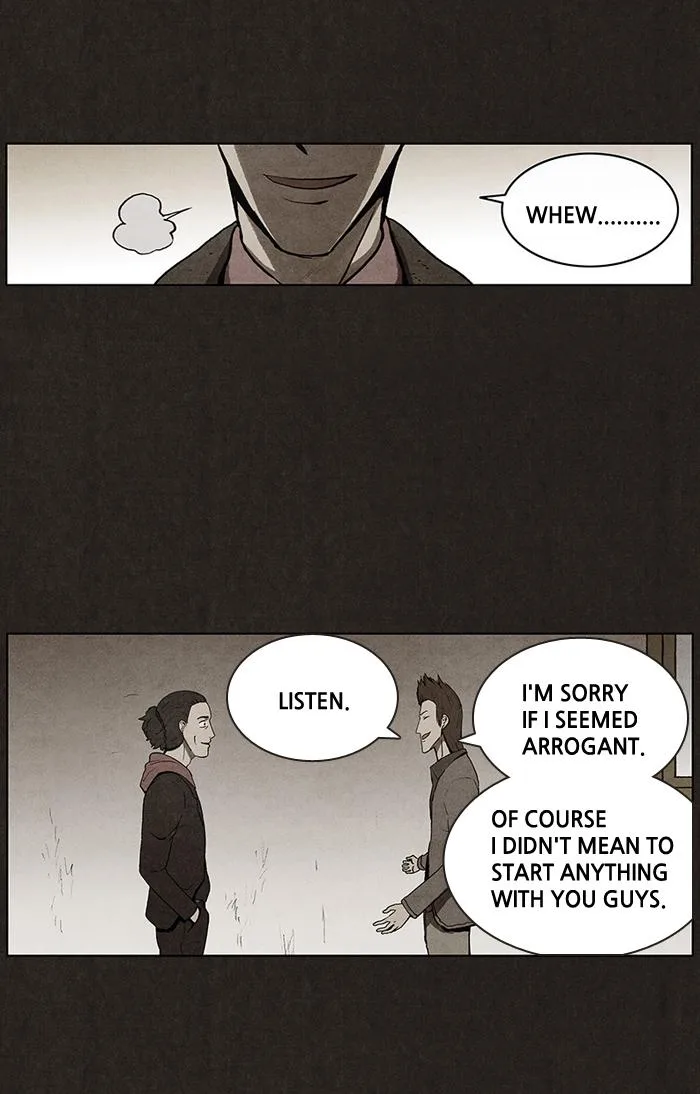 WHEW..........
LISTEN.
I'M SORRY
IF I SEEMED
ARROGANT.
OF COURSE
I DIDN'T MEAN TO
START ANYTHING
WITH YOU GUYS.